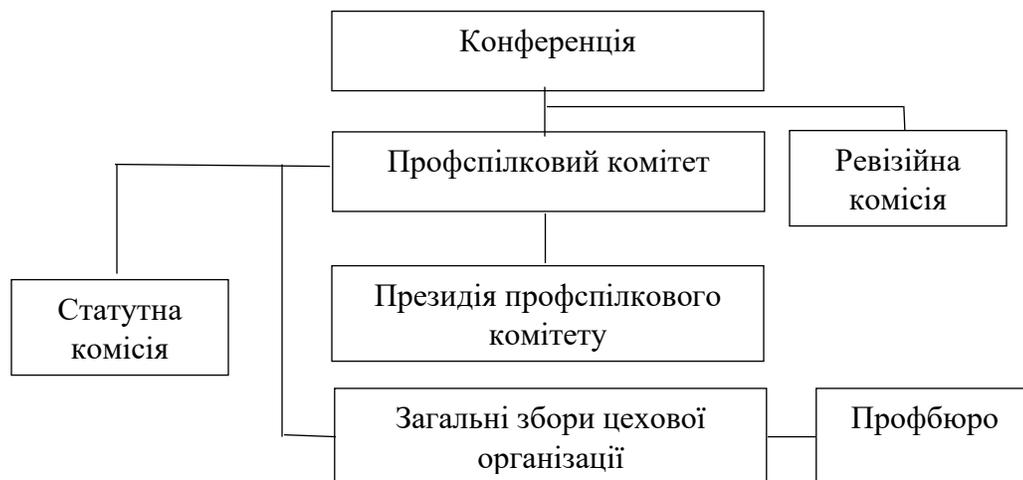 Конференція
Профспілковий комітет
Ревізійна
комісія
Статутна
комісія
Президія профспілкового
комітету
Загальні збори цехової
організації
Профбюро